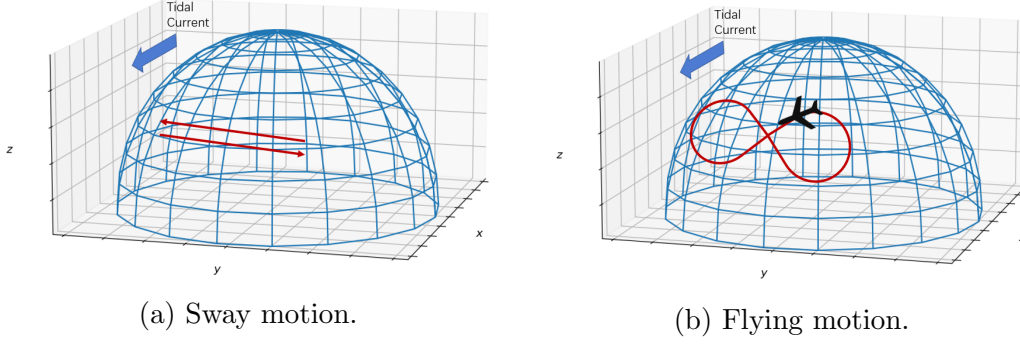 Tidal
Current
z
x
y
(a) Sway motion.
Tidal
Current
z
y
(b) Flying motion.